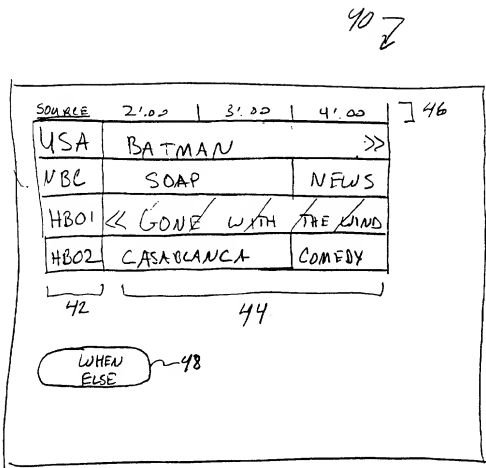 40
SOURCE 2:00 3:00 4:00 46
USA BATMAN >>
NBC SOAP NEWS
HBO1 << GONE WITH THE WIND
HBO2 CASABLANCA COMEDY
42 44
WHEN ELSE 48